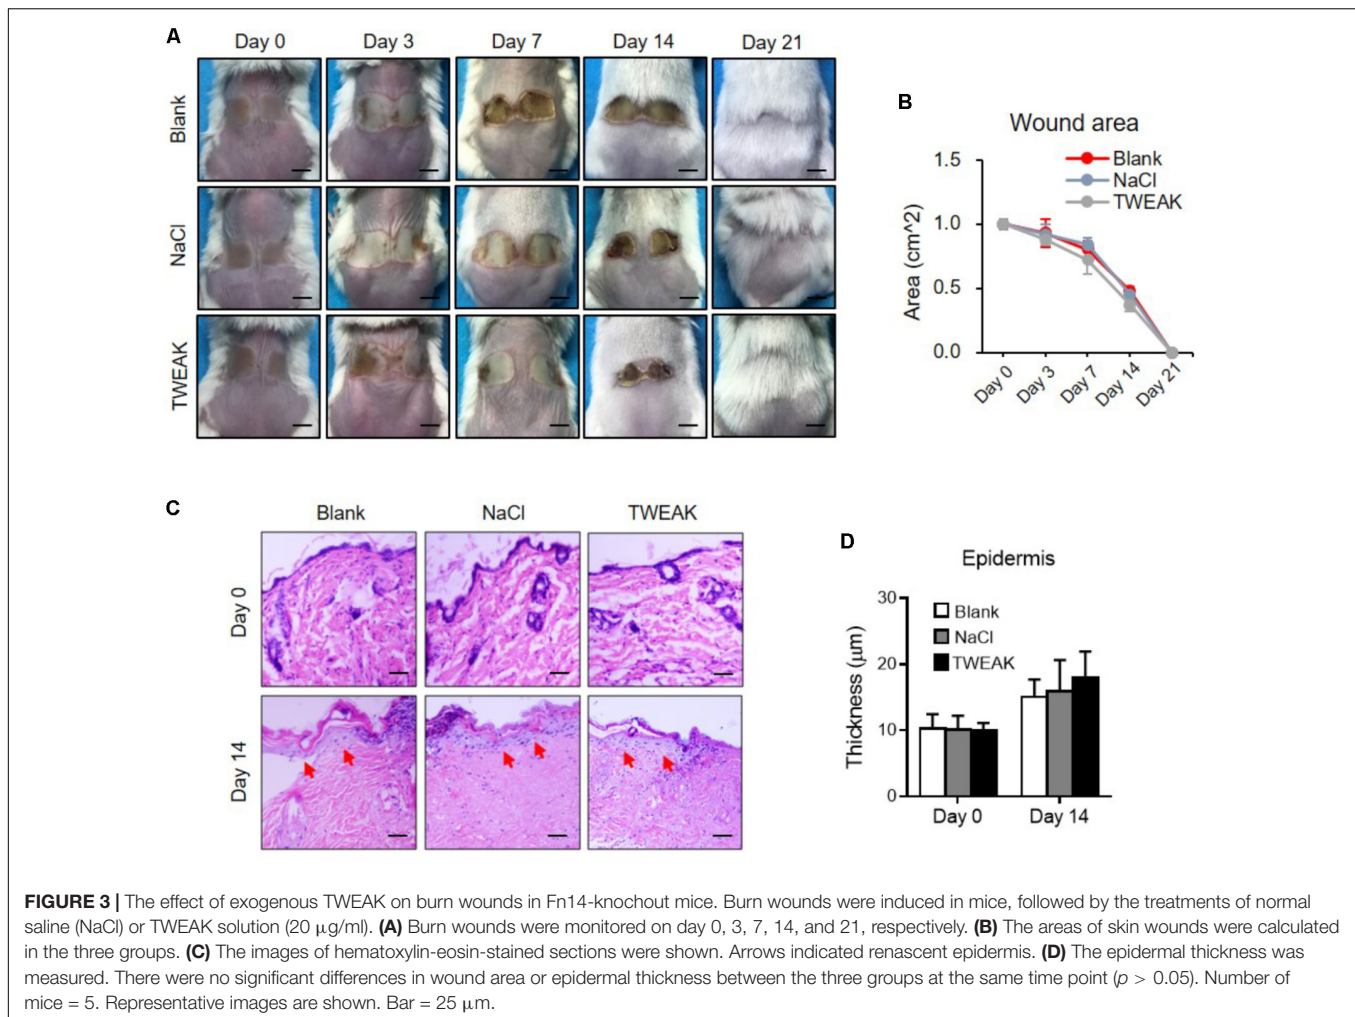 A
Day 0
Day 3
Day 7
Day 14
Day 21
Blank
NaCl
TWEAK
B
Wound area
Blank
NaCl
TWEAK
1.5
1.0
0.5
0.0
Area (cm^2)
Day 0
Day 3
Day 7
Day 14
Day 21
C
Blank
NaCl
TWEAK
Day 0
Day 14
D
Epidermis
Blank
NaCl
TWEAK
30
20
10
0
Thickness (μm)
Day 0
Day 14
FIGURE 3 | The effect of exogenous TWEAK on burn wounds in Fn14-knochout mice. Burn wounds were induced in mice, followed by the treatments of normal
saline (NaCl) or TWEAK solution (20 μg/ml). (A) Burn wounds were monitored on day 0, 3, 7, 14, and 21, respectively. (B) The areas of skin wounds were calculated
in the three groups. (C) The images of hematoxylin-eosin-stained sections were shown. Arrows indicated renascent epidermis. (D) The epidermal thickness was
measured. There were no significant differences in wound area or epidermal thickness between the three groups at the same time point (p > 0.05). Number of
mice = 5. Representative images are shown. Bar = 25 μm.